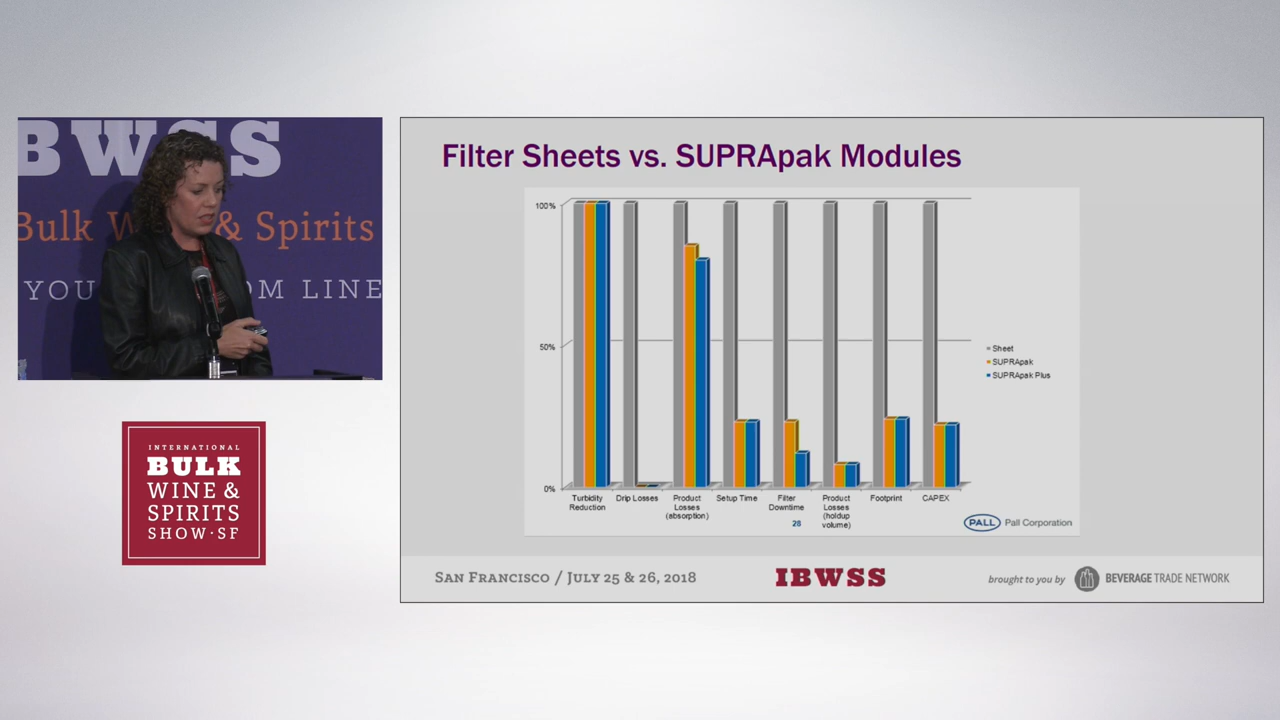 BWSS
Bulk W & Spirits
YOU OM LINE
INTERNATIONAL
BULK
WINE &
SPIRITS
SHOW·SF
Filter Sheets vs. SUPRApak Modules
100%
50%
0%
Turbidity
Reduction
Drip Losses
Product
Losses
(absorption)
Setup Time
Filter
Downtime
Product
Losses
(holdup
volume)
Footprint
CAPEX
Sheet
SUPRApak
SUPRApak Plus
28
PALL Pall Corporation
SAN FRANCISCO / JULY 25 & 26, 2018
IBWSS
brought to you by
BEVERAGE TRADE NETWORK